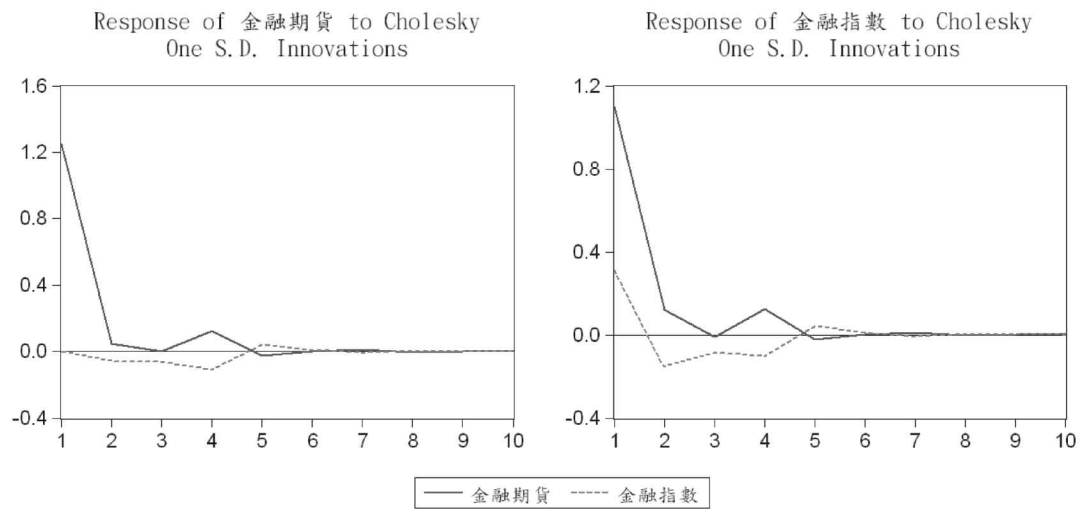 Response of 金融期貨 to Cholesky
One S.D. Innovations
1.6
1.2
0.8
0.4
0.0
-0.4
1 2 3 4 5 6 7 8 9 10
Response of 金融指數 to Cholesky
One S.D. Innovations
1.2
0.8
0.4
0.0
-0.4
1 2 3 4 5 6 7 8 9 10
金融期貨 金融指數